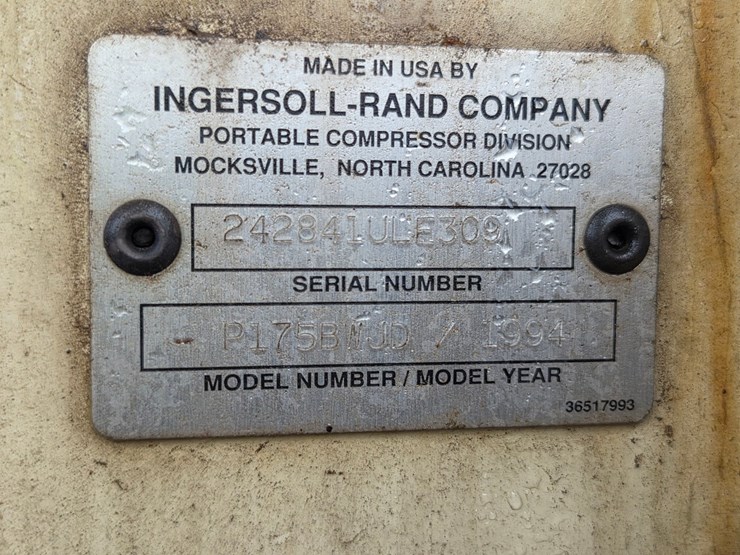 MADE IN USA BY
INGERSOLL-RAND COMPANY
PORTABLE COMPRESSOR DIVISION
MOCKSVILLE, NORTH CAROLINA 27028
242841ULE309
SERIAL NUMBER
P175BWJD / 1994
MODEL NUMBER / MODEL YEAR
36517993